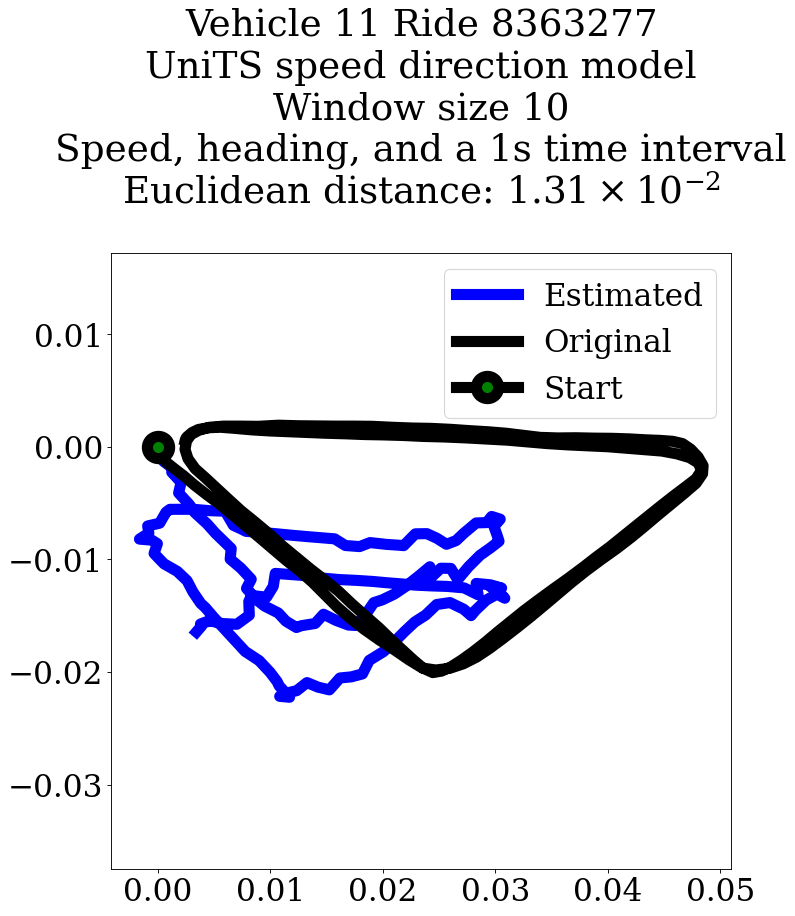 Vehicle 11 Ride 8363277
UniTS speed direction model
Window size 10
Speed, heading, and a 1s time interval
Euclidean distance: 1.31 × 10⁻²
Estimated
Original
Start
0.01
0.00
−0.01
−0.02
−0.03
0.00 0.01 0.02 0.03 0.04 0.05